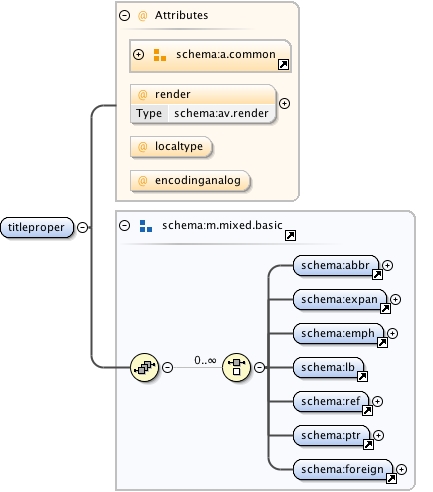 @ Attributes
schema:a.common
@ render
Type schema:av.render
@ localtype
@ encodinganalog
titleproper
schema:m.mixed.basic
0..∞
schema:abbr
schema:expan
schema:emph
schema:lb
schema:ref
schema:ptr
schema:foreign